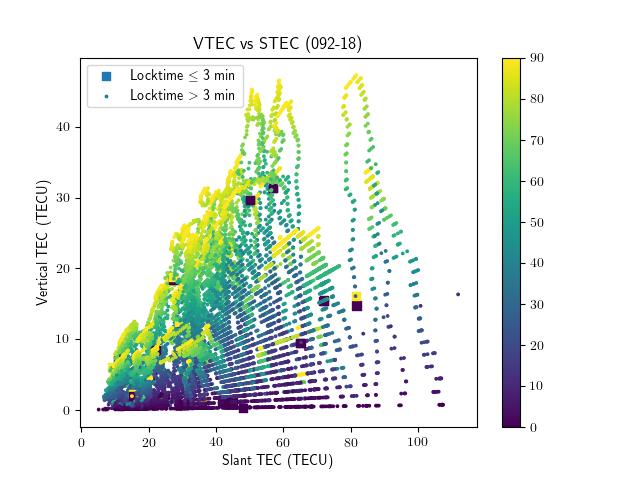 VTEC vs STEC (092-18)
Locktime ≤ 3 min
Locktime > 3 min
Vertical TEC (TECU)
40
30
20
10
0
0 20 40 60 80 100
Slant TEC (TECU)
90
80
70
60
50
40
30
20
10
0